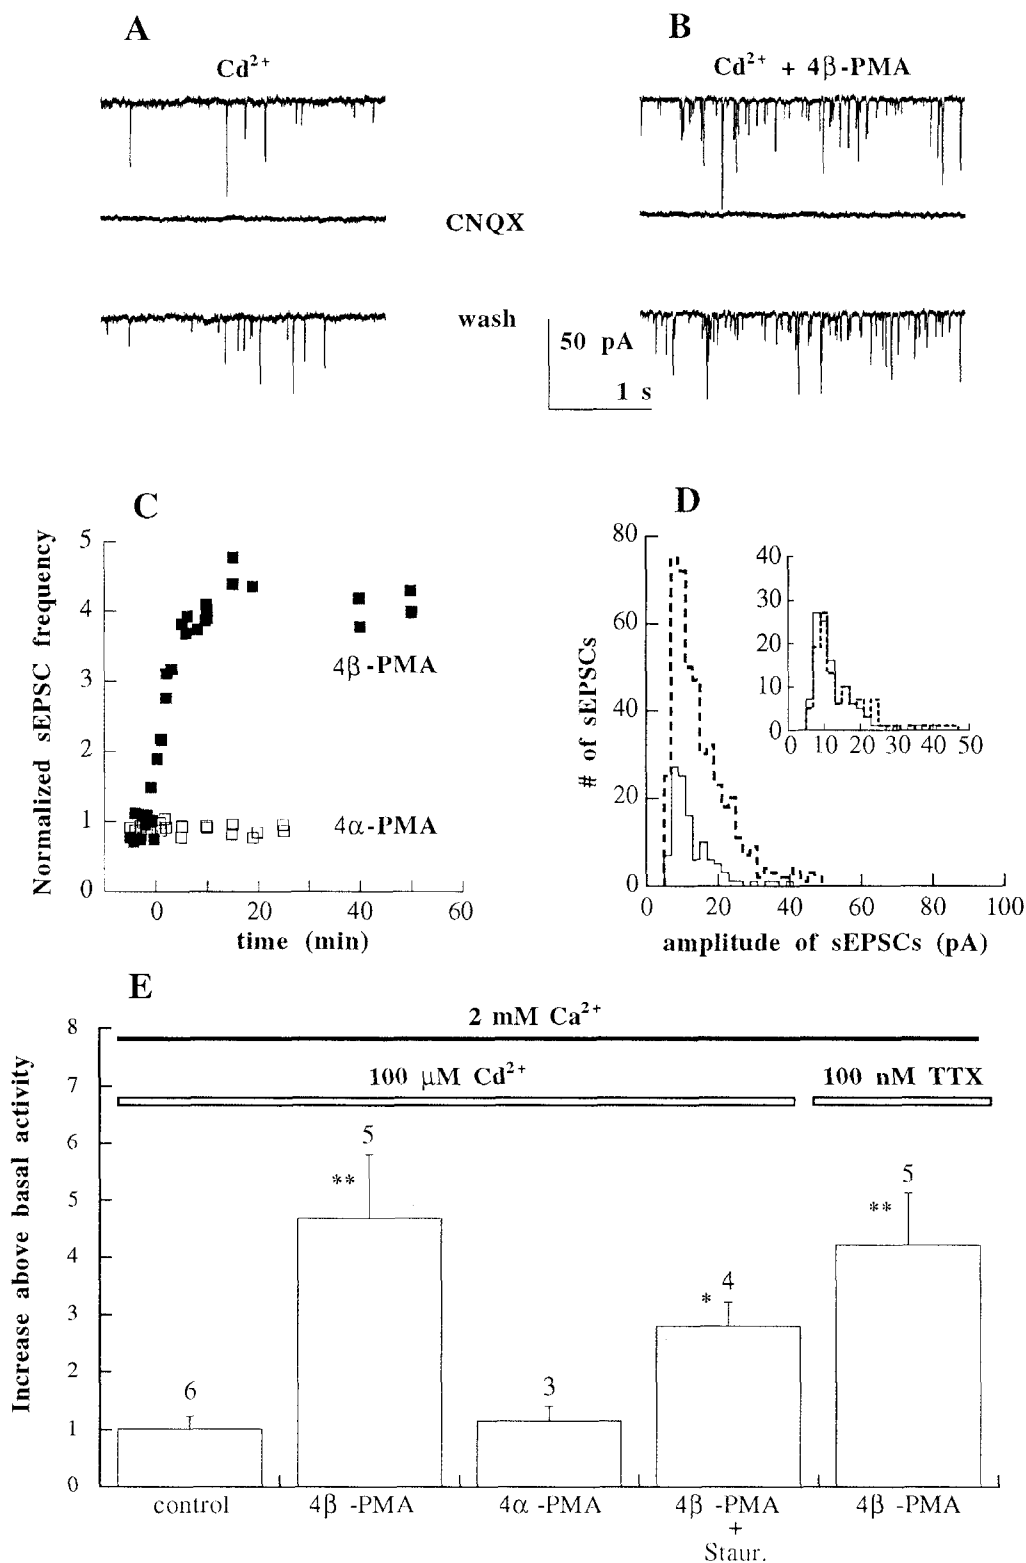 A
B
Cd²⁺
Cd²⁺ + 4β-PMA
CNQX
wash
50 pA
1 s
C
D
Normalized sEPSC frequency
5
4
3
2
1
0
4β-PMA
4α-PMA
0
20
40
60
time (min)
# of sEPSCs
80
60
40
20
0
40
30
20
10
0
0
10
20
30
40
50
0
20
40
60
80
100
amplitude of sEPSCs (pA)
E
Increase above basal activity
8
7
6
5
4
3
2
1
0
2 mM Ca²⁺
100 μM Cd²⁺
100 nM TTX
6
** 5
3
* 4
** 5
control
4β -PMA
4α -PMA
4β -PMA
+
Staur.
4β -PMA